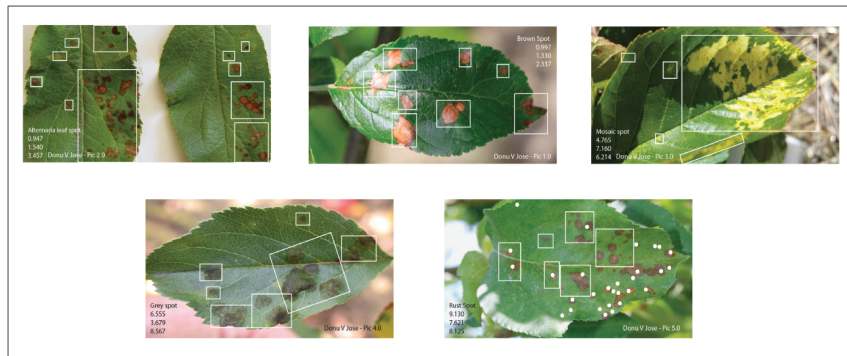 Alternaria leaf spot
0.947
1.540
3.457
Donu V Jose - Pic 2.0
Brown Spot
0.997
1.330
2.337
Donu V Jose - Pic 1.0
Mosaic spot
4.765
7.160
6.214
Donu V Jose - Pic 3.0
Grey spot
6.555
3.679
8.567
Donu V Jose - Pic 4.0
Rust Spot
9.130
7.621
8.125
Donu V Jose - Pic 5.0